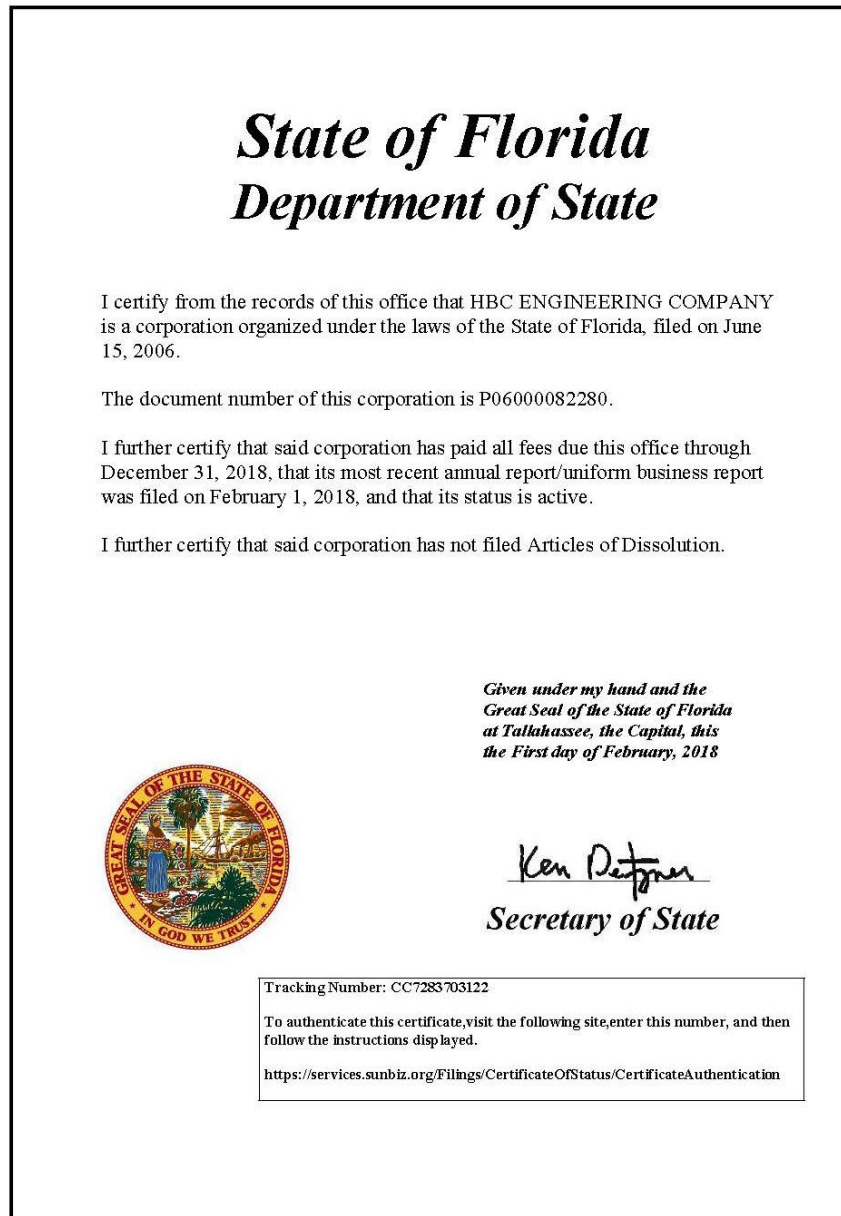 State of Florida
Department of State
I certify from the records of this office that HBC ENGINEERING COMPANY
is a corporation organized under the laws of the State of Florida, filed on June
15, 2006.
The document number of this corporation is P06000082280.
I further certify that said corporation has paid all fees due this office through
December 31, 2018, that its most recent annual report/uniform business report
was filed on February 1, 2018, and that its status is active.
I further certify that said corporation has not filed Articles of Dissolution.
Given under my hand and the
Great Seal of the State of Florida
at Tallahassee, the Capital, this
the First day of February, 2018
GREAT SEAL OF THE STATE OF FLORIDA
IN GOD WE TRUST
Ken Detzner
Secretary of State
Tracking Number: CC7283703122
To authenticate this certificate,visit the following site,enter this number, and then
follow the instructions displayed.
https://services.sunbiz.org/Filings/CertificateOfStatus/CertificateAuthentication